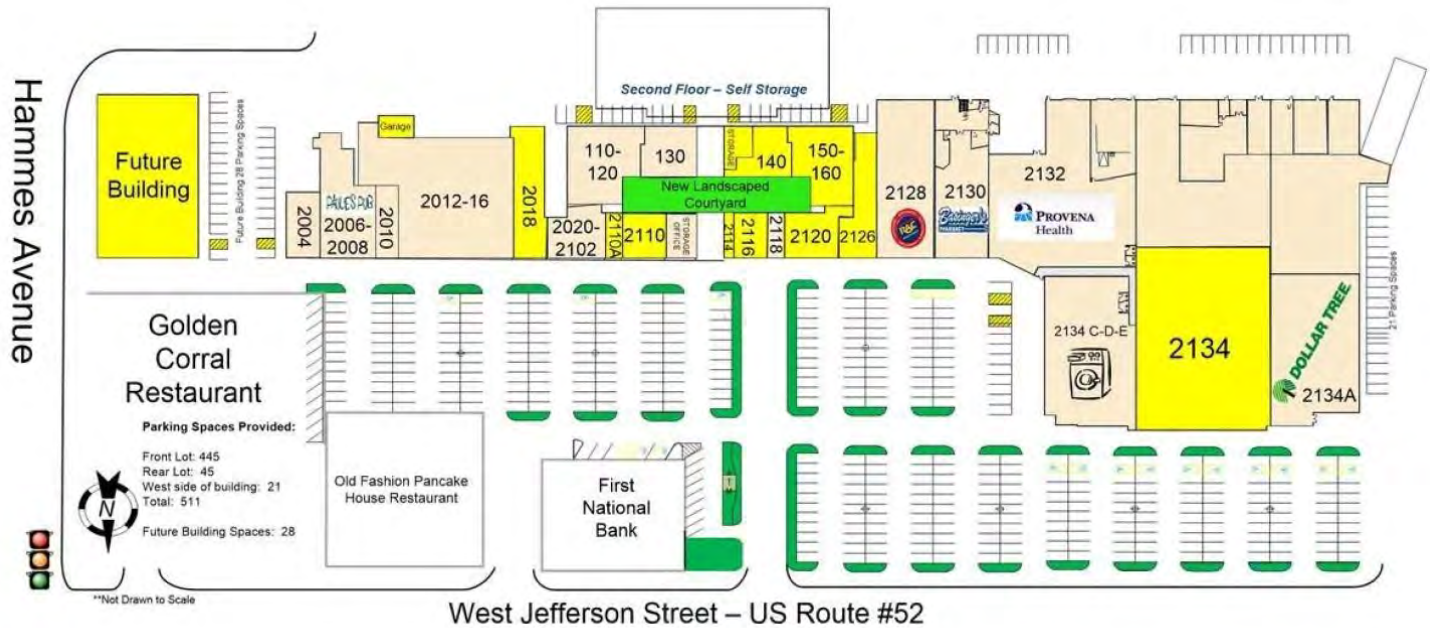 Second Floor – Self Storage
Hammes Avenue
Future
Building
Future Building 28 Parking Spaces
Garage
2004
PAULE'S PUB
2006-
2008
2010
2012-16
2018
110-
120
130
STORAGE
140
150-
160
New Landscaped
Courtyard
2020-
2102
2110A
2110
STORAGE
OFFICE
2114
2116
2118
2120
2126
2128
2130
2132
PROVENA
Health
2134 C-D-E
2134
DOLLAR TREE
2134A
21 Parking Spaces
Golden
Corral
Restaurant
Parking Spaces Provided:
Front Lot: 445
Rear Lot: 45
West side of building: 21
Total: 511
Future Building Spaces: 28
N
**Not Drawn to Scale
Old Fashion Pancake
House Restaurant
First
National
Bank
West Jefferson Street – US Route #52